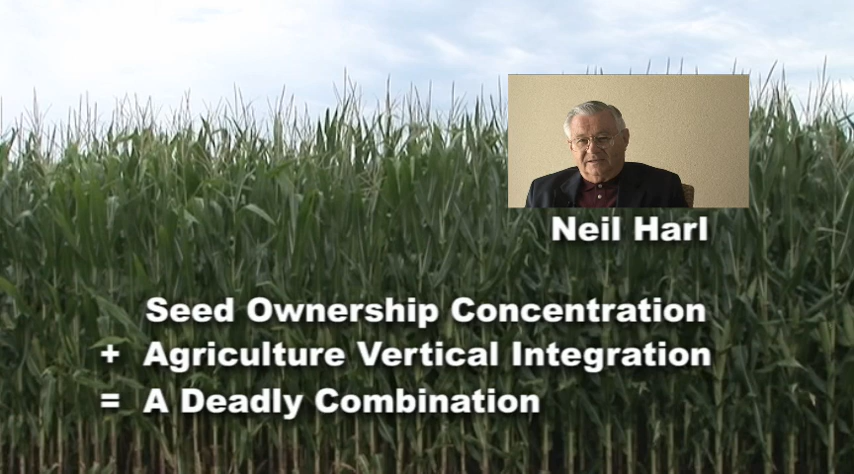 Neil Harl
Seed Ownership Concentration
+ Agriculture Vertical Integration
= A Deadly Combination